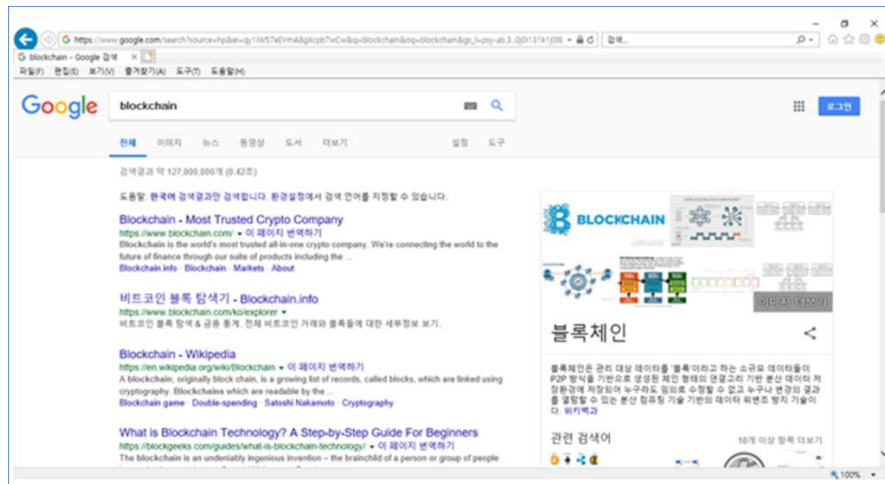 blockchain - Google 검색
파일(F) 편집(E) 보기(V) 즐겨찾기(A) 도구(T) 도움말(H)
Google blockchain 로그인
전체 이미지 뉴스 동영상 도서 더보기 설정 도구
검색결과 약 127,000,000개 (0.42초)
도움말: 한국어 검색결과만 검색합니다. 환경설정에서 검색 언어를 지정할 수 있습니다.
Blockchain - Most Trusted Crypto Company
https://www.blockchain.com/ 이 페이지 번역하기
Blockchain is the world's most trusted all-in-one crypto company. We're connecting the world to the
future of finance through our suite of products including the ...
Blockchain.info · Blockchain · Markets · About
비트코인 블록 탐색기 - Blockchain.info
https://www.blockchain.com/ko/explorer
비트코인 블록 탐색 & 금융 통계. 전체 비트코인 거래와 블록들에 대한 세부정보 보기.
Blockchain - Wikipedia
https://en.wikipedia.org/wiki/Blockchain 이 페이지 번역하기
A blockchain, originally block chain, is a growing list of records, called blocks, which are linked using
cryptography. Blockchains which are readable by the ...
Blockchain game · Double-spending · Satoshi Nakamoto · Cryptography
What is Blockchain Technology? A Step-by-Step Guide For Beginners
https://blockgeeks.com/guides/what-is-blockchain-technology/ 이 페이지 번역하기
The blockchain is an undeniably ingenious invention – the brainchild of a person or group of people
BLOCKCHAIN
이미지 더보기
블록체인
블록체인은 관리 대상 데이터를 '블록'이라고 하는 소규모 데이터들이
P2P 방식을 기반으로 생성된 체인 형태의 연결고리 기반 분산 데이터 저
장환경에 저장되어 누구라도 임의로 수정할 수 없고 누구나 변경의 결과
를 열람할 수 있는 분산 컴퓨팅 기술 기반의 데이터 위변조 방지 기술이
다. 위키백과
관련 검색어 10개 이상 항목 더보기
100%